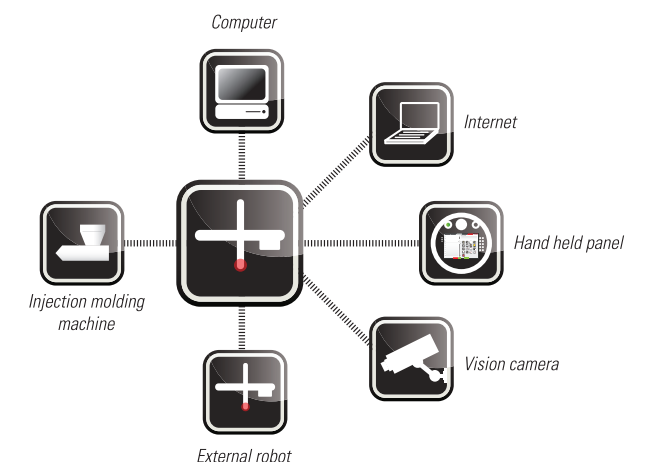 Computer
Internet
Hand held panel
Injection molding
machine
Vision camera
External robot